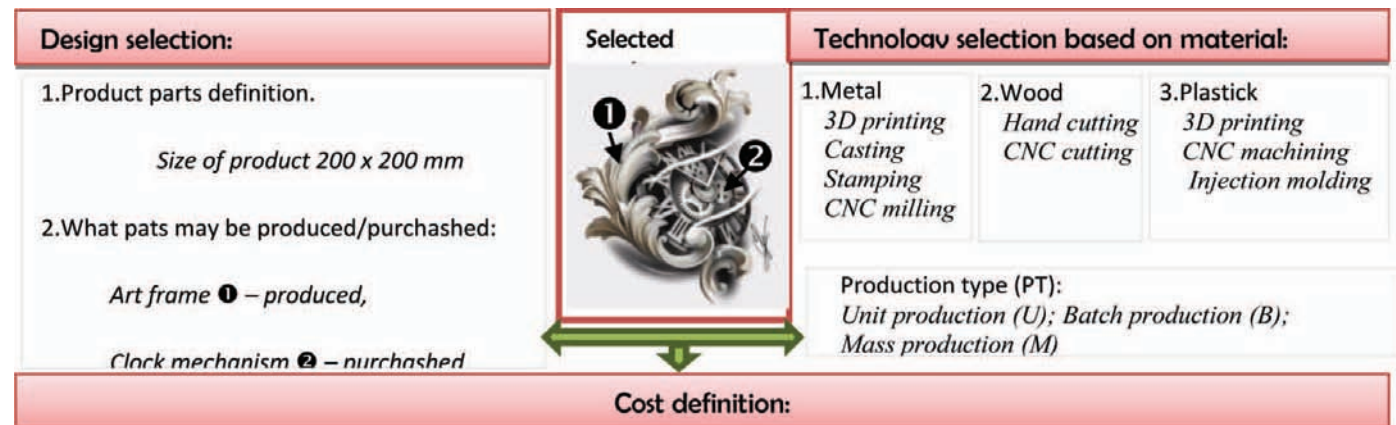 Design selection:
1.Product parts definition.
Size of product 200 x 200 mm
2.What pats may be produced/purchashed:
Art frame ❶ – produced,
Clock mechanism ❷ – purchashed
Selected
❶
❷
Technology selection based on material:
1.Metal
3D printing
Casting
Stamping
CNC milling
2.Wood
Hand cutting
CNC cutting
3.Plastick
3D printing
CNC machining
Injection molding
Production type (PT):
Unit production (U); Batch production (B);
Mass production (M)
Cost definition: